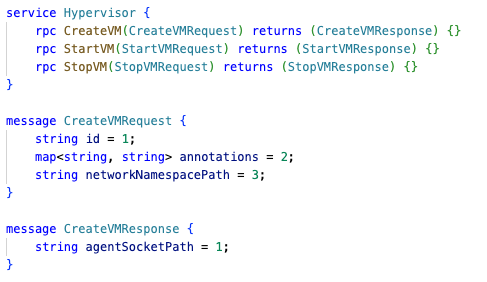 service Hypervisor {
    rpc CreateVM(CreateVMRequest) returns (CreateVMResponse) {}
    rpc StartVM(StartVMRequest) returns (StartVMResponse) {}
    rpc StopVM(StopVMRequest) returns (StopVMResponse) {}
}

message CreateVMRequest {
    string id = 1;
    map<string, string> annotations = 2;
    string networkNamespacePath = 3;
}

message CreateVMResponse {
    string agentSocketPath = 1;
}